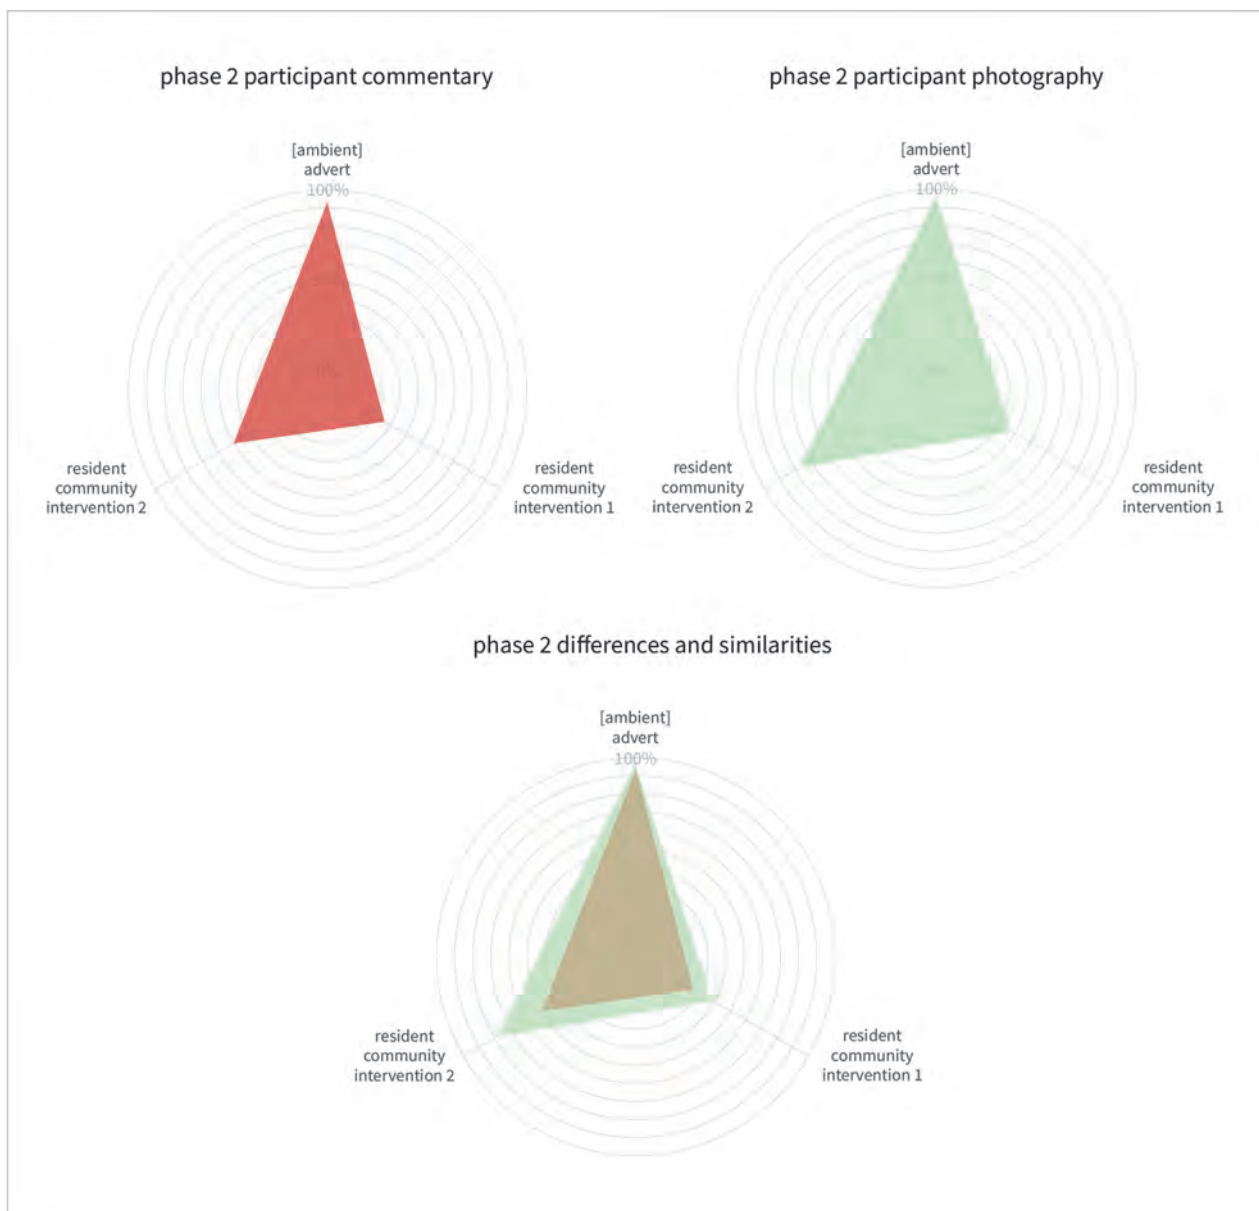 phase 2 participant commentary
[ambient]
advert
100%
resident
community
intervention 2
resident
community
intervention 1
phase 2 participant photography
[ambient]
advert
100%
resident
community
intervention 2
resident
community
intervention 1
phase 2 differences and similarities
[ambient]
advert
100%
resident
community
intervention 2
resident
community
intervention 1